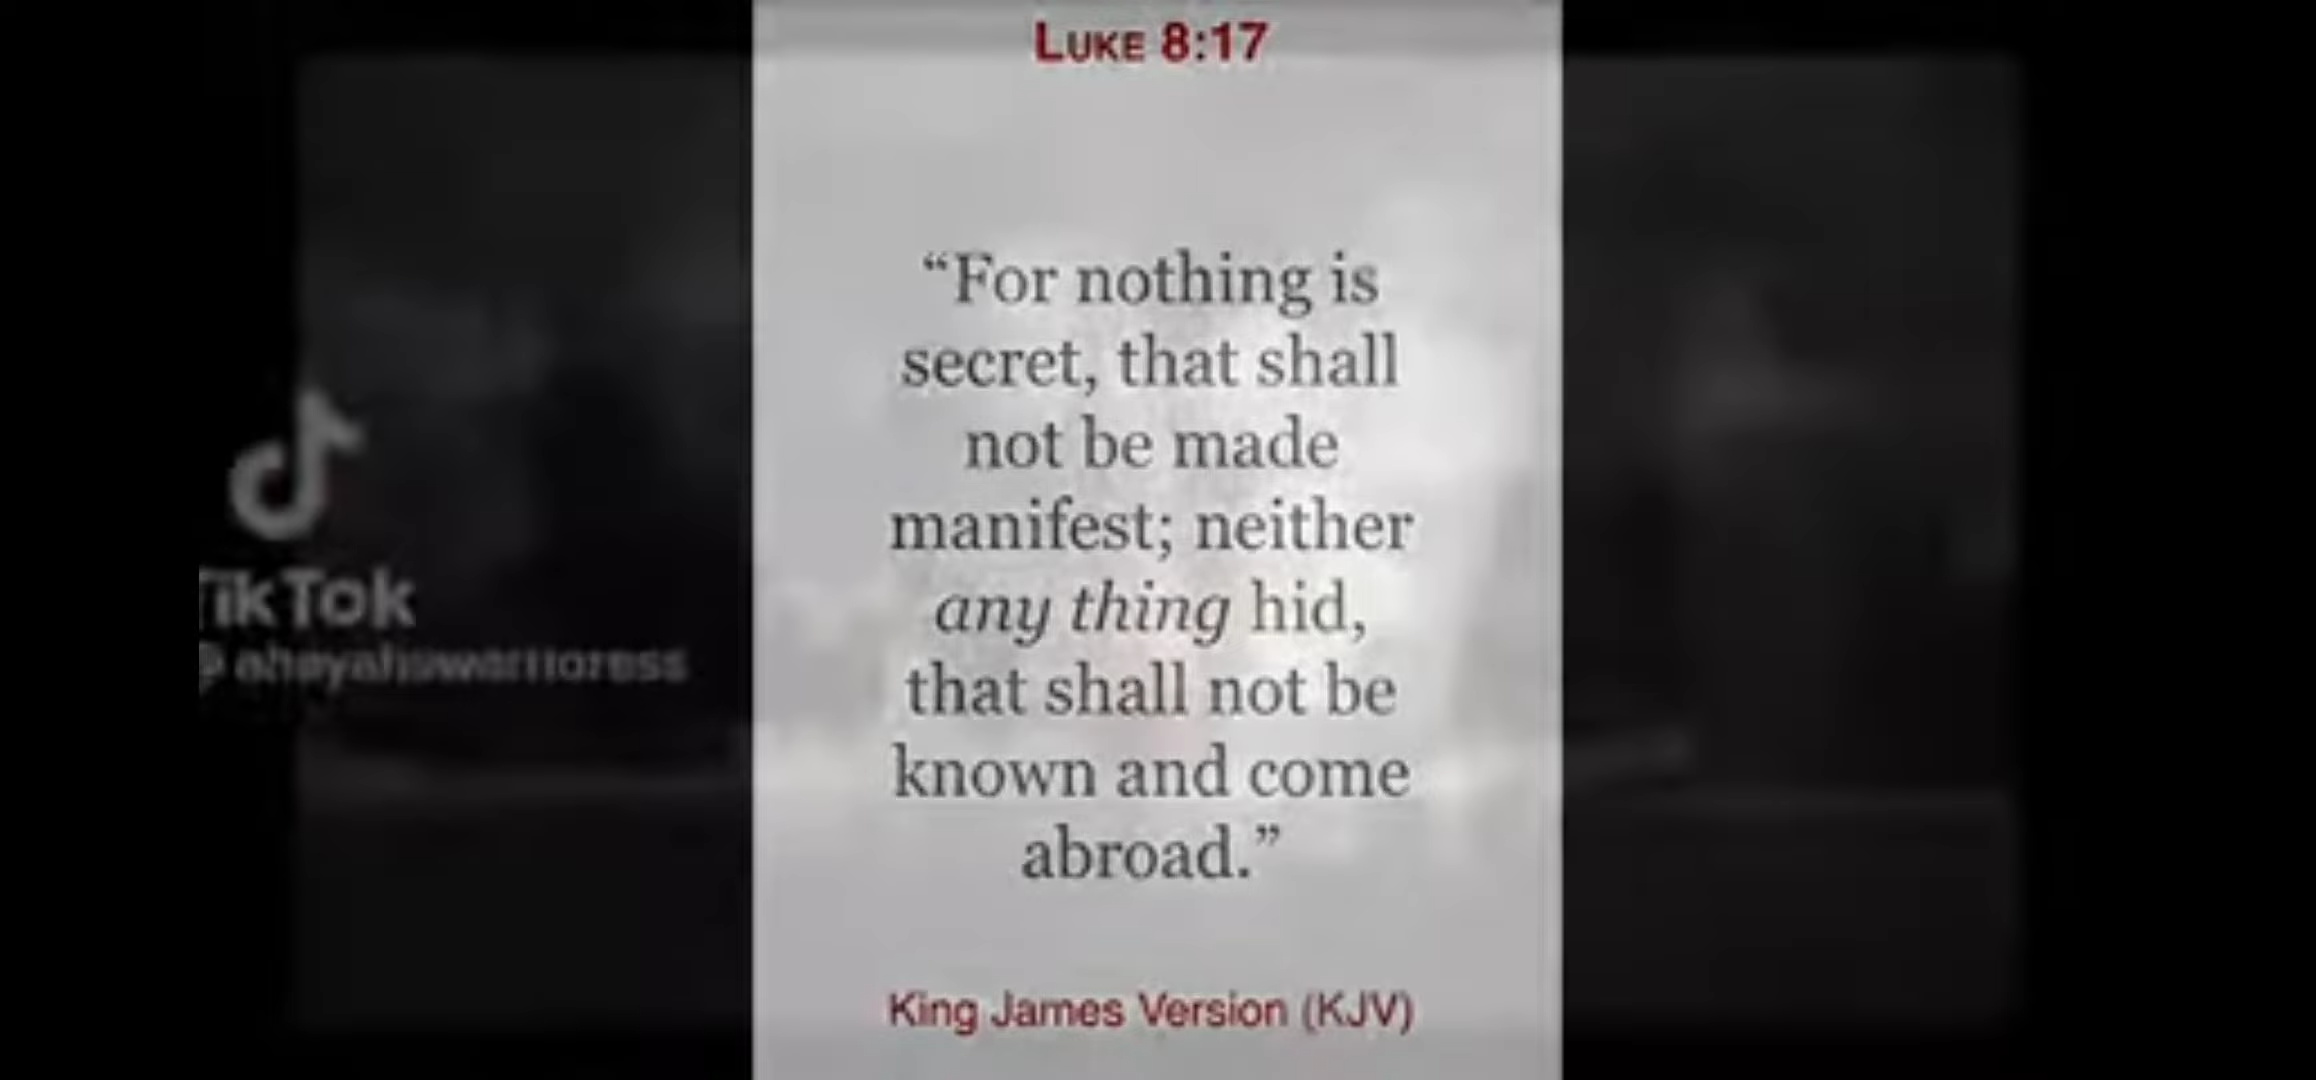 LUKE 8:17
“For nothing is
secret, that shall
not be made
manifest; neither
any thing hid,
that shall not be
known and come
abroad.”
King James Version (KJV)
TikTok